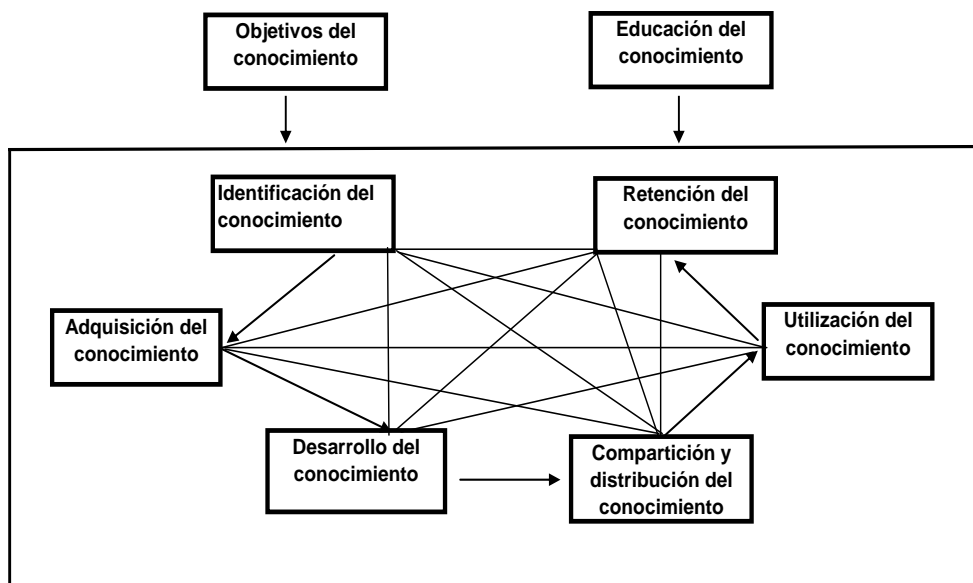 Objetivos del
conocimiento
Educación del
conocimiento
Identificación del
conocimiento
Retención del
conocimiento
Adquisición del
conocimiento
Utilización del
conocimiento
Desarrollo del
conocimiento
Compartición y
distribución del
conocimiento